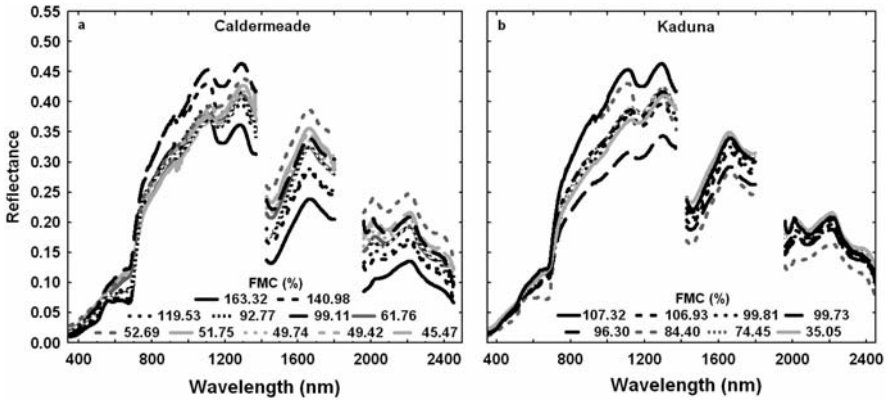 a Caldermeade
b Kaduna
Reflectance
0.55
0.50
0.45
0.40
0.35
0.30
0.25
0.20
0.15
0.10
0.05
0.00
FMC (%)
163.32 140.98
119.53 92.77 99.11 61.76
52.69 51.75 49.74 49.42 45.47
FMC (%)
107.32 106.93 99.81 99.73
96.30 84.40 74.45 35.05
400 800 1200 1600 2000 2400
400 800 1200 1600 2000 2400
Wavelength (nm)
Wavelength (nm)